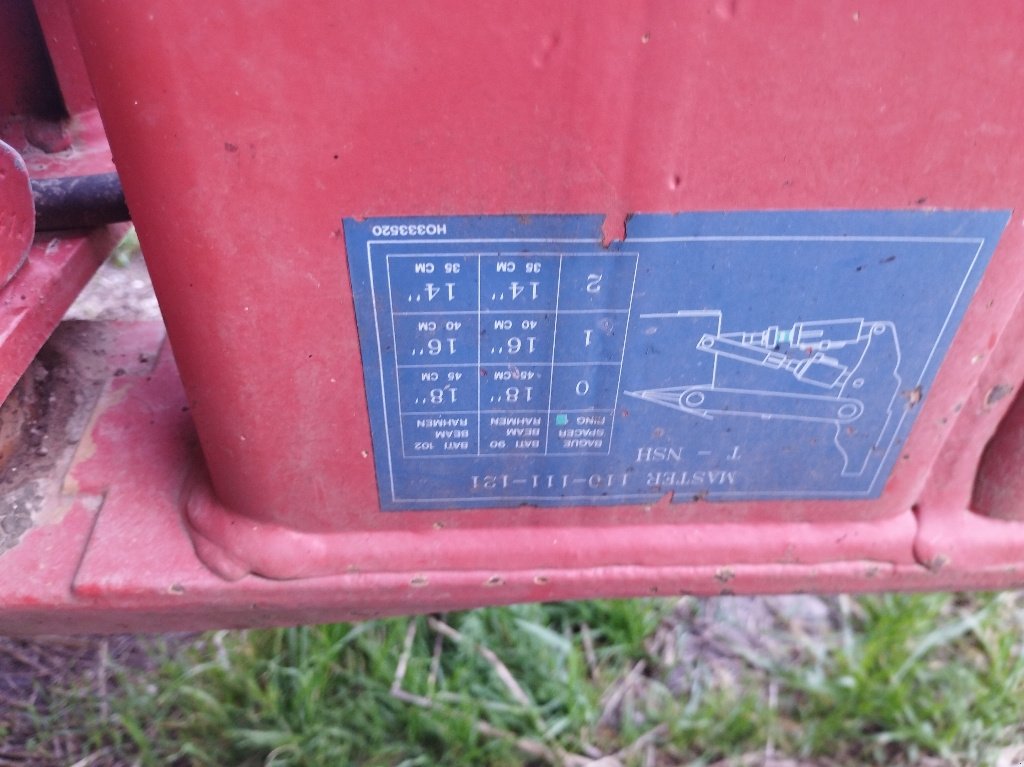 MASTER 110-111-121
T - NSH
BAGUE SPACER RING
BATI 90 BEAM RAHMEN
BATI 102 BEAM RAHMEN
0 18" 45 CM 18" 45 CM
1 16" 40 CM 16" 40 CM
2 14" 35 CM 14" 35 CM
HO333520